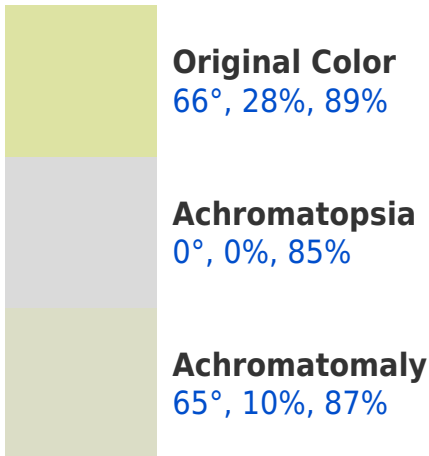 Original Color
66°, 28%, 89%
Achromatopsia
0°, 0%, 85%
Achromatomaly
65°, 10%, 87%